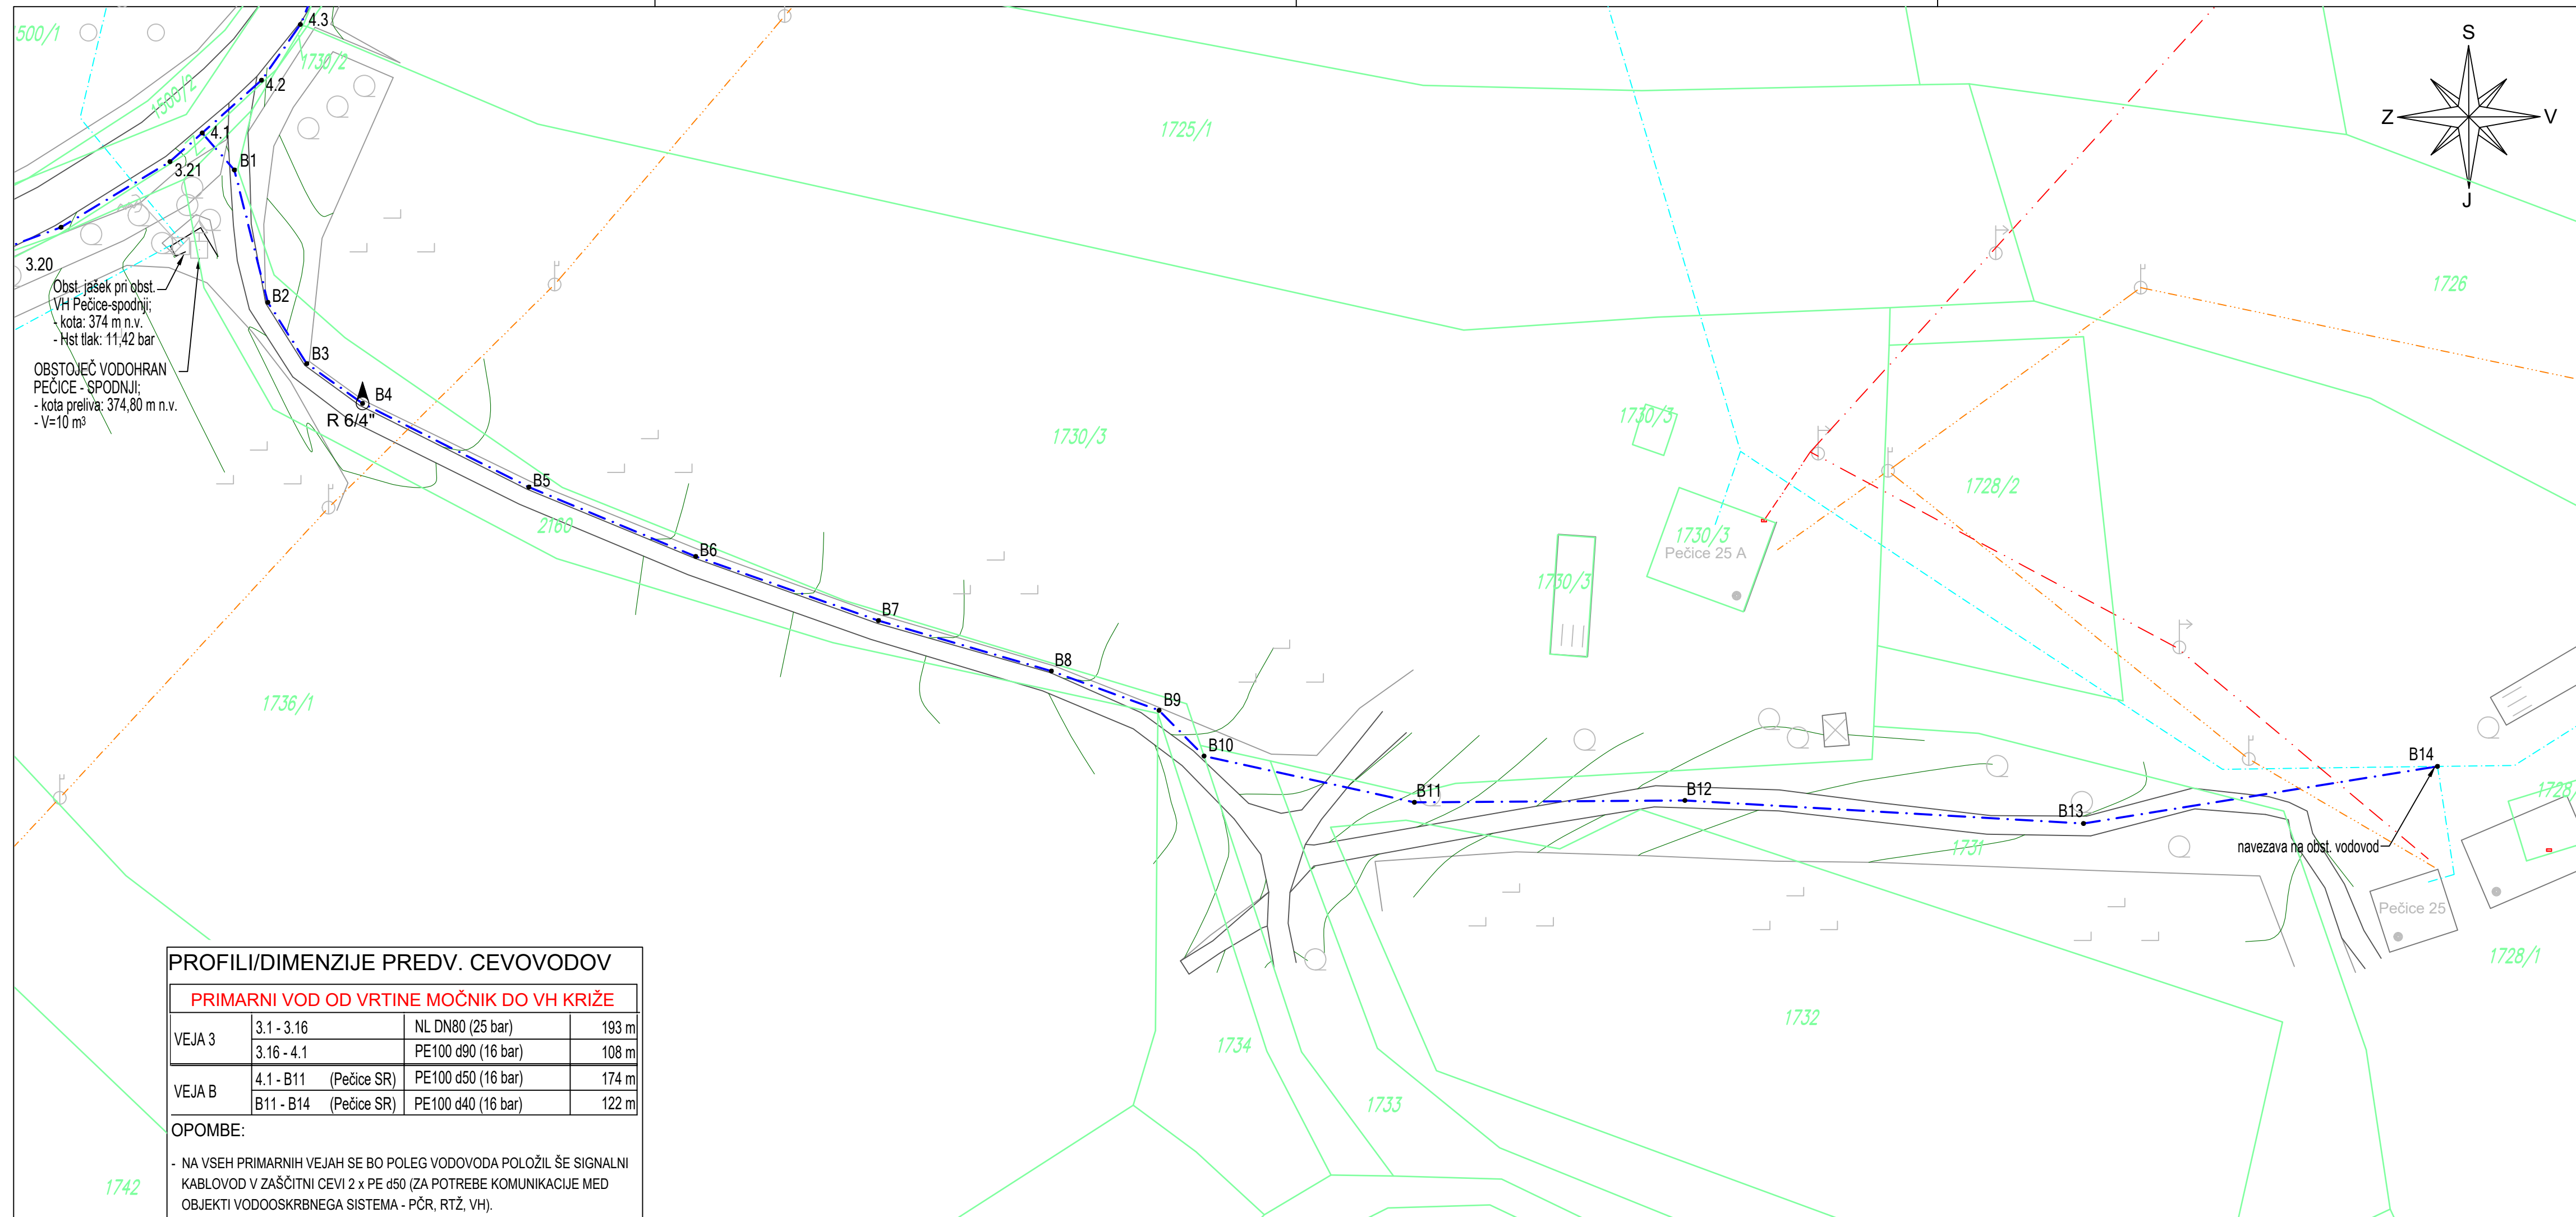 500/1
4.3
1730/2
4.2
1500/2
4.1
B1
3.21
3.20
Obst. jašek pri obst.
VH Pečice-spodnji;
- kota: 374 m n.v.
- Hst tlak: 11,42 bar
OBSTOJEČ VODOHRAN
PEČICE - SPODNJI;
- kota preliva: 374,80 m n.v.
- V=10 m³
B2
B3
B4
R 6/4"
B5
2180
B6
B7
B8
B9
B10
B11
B12
B13
B14
navezava na obst. vodovod
1725/1
1726
1730/3
1730/3
1730/3
Pečice 25 A
1730/3
1728/2
1736/1
1731
1728/
Pečice 25
1728/1
1732
1734
1733
1742
S
Z
V
J
PROFILI/DIMENZIJE PREDV. CEVOVODOV
PRIMARNI VOD OD VRTINE MOČNIK DO VH KRIŽE
VEJA 3
3.1 - 3.16 NL DN80 (25 bar) 193 m
3.16 - 4.1 PE100 d90 (16 bar) 108 m
VEJA B
4.1 - B11 (Pečice SR) PE100 d50 (16 bar) 174 m
B11 - B14 (Pečice SR) PE100 d40 (16 bar) 122 m
OPOMBE:
- NA VSEH PRIMARNIH VEJAH SE BO POLEG VODOVODA POLOŽIL ŠE SIGNALNI
KABLOVOD V ZAŠČITNI CEVI 2 x PE d50 (ZA POTREBE KOMUNIKACIJE MED
OBJEKTI VODOOSKRBNEGA SISTEMA - PČR, RTŽ, VH).